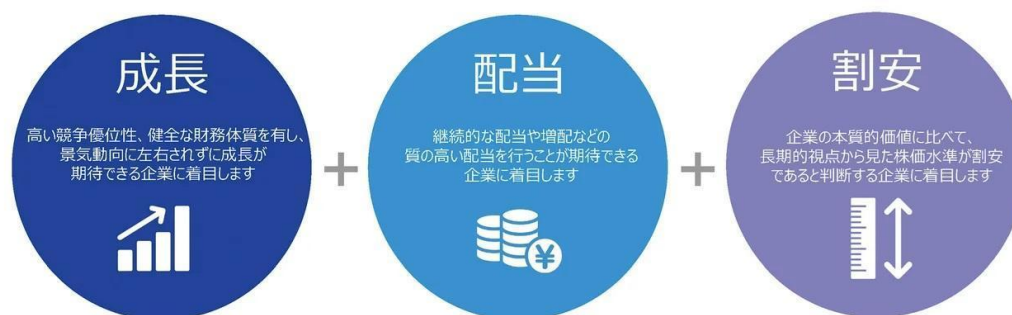 成長
高い競争優位性、健全な財務体質を有し、
景気動向に左右されずに成長が
期待できる企業に着目します
+
配当
継続的な配当や増配などの
質の高い配当を行うことが期待できる
企業に着目します
¥
+
割安
企業の本質的価値に比べて、
長期的視点から見た株価水準が割安
であると判断する企業に着目します